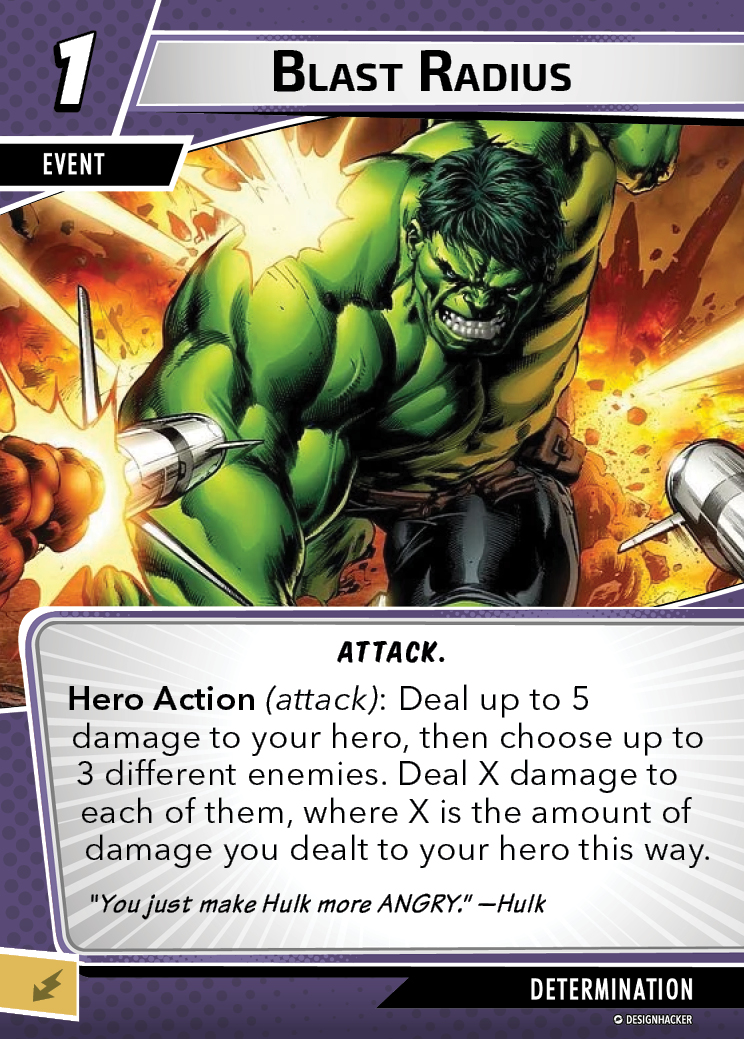 1
BLAST RADIUS
EVENT
ATTACK.
Hero Action (attack): Deal up to 5
damage to your hero, then choose up to
3 different enemies. Deal X damage to
each of them, where X is the amount of
damage you dealt to your hero this way.
"You just make Hulk more ANGRY." —Hulk
DETERMINATION
DESIGNHACKER